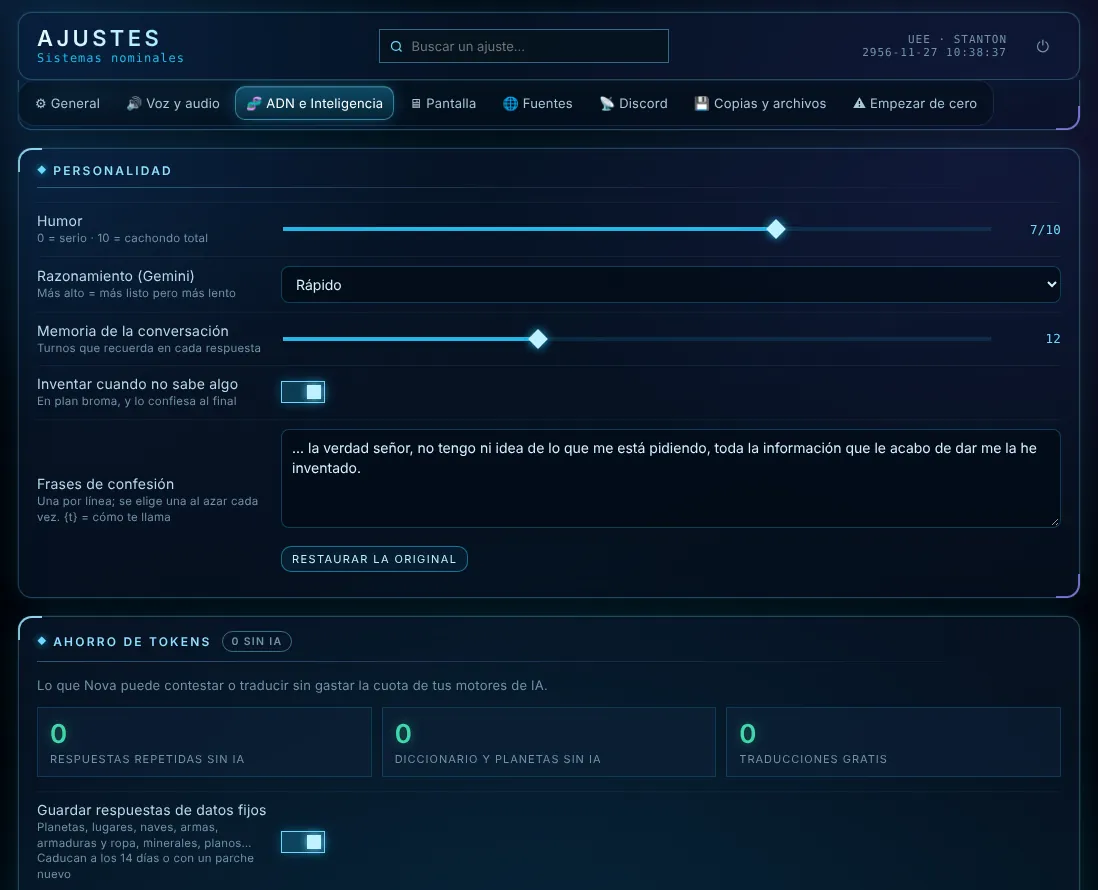 AJUSTES
Sistemas nominales
Buscar un ajuste...
UEE · STANTON
2956-11-27 10:38:37
General
Voz y audio
ADN e Inteligencia
Pantalla
Fuentes
Discord
Copias y archivos
Empezar de cero
PERSONALIDAD
Humor
0 = serio · 10 = cachondo total
7/10
Razonamiento (Gemini)
Más alto = más listo pero más lento
Rápido
Memoria de la conversación
Turnos que recuerda en cada respuesta
12
Inventar cuando no sabe algo
En plan broma, y lo confiesa al final
Frases de confesión
Una por línea; se elige una al azar cada
vez. {t} = cómo te llama
... la verdad señor, no tengo ni idea de lo que me está pidiendo, toda la información que le acabo de dar me la he
inventado.
RESTAURAR LA ORIGINAL
AHORRO DE TOKENS
0 SIN IA
Lo que Nova puede contestar o traducir sin gastar la cuota de tus motores de IA.
0
RESPUESTAS REPETIDAS SIN IA
0
DICCIONARIO Y PLANETAS SIN IA
0
TRADUCCIONES GRATIS
Guardar respuestas de datos fijos
Planetas, lugares, naves, armas,
armaduras y ropa, minerales, planos...
Caducan a los 14 días o con un parche
nuevo